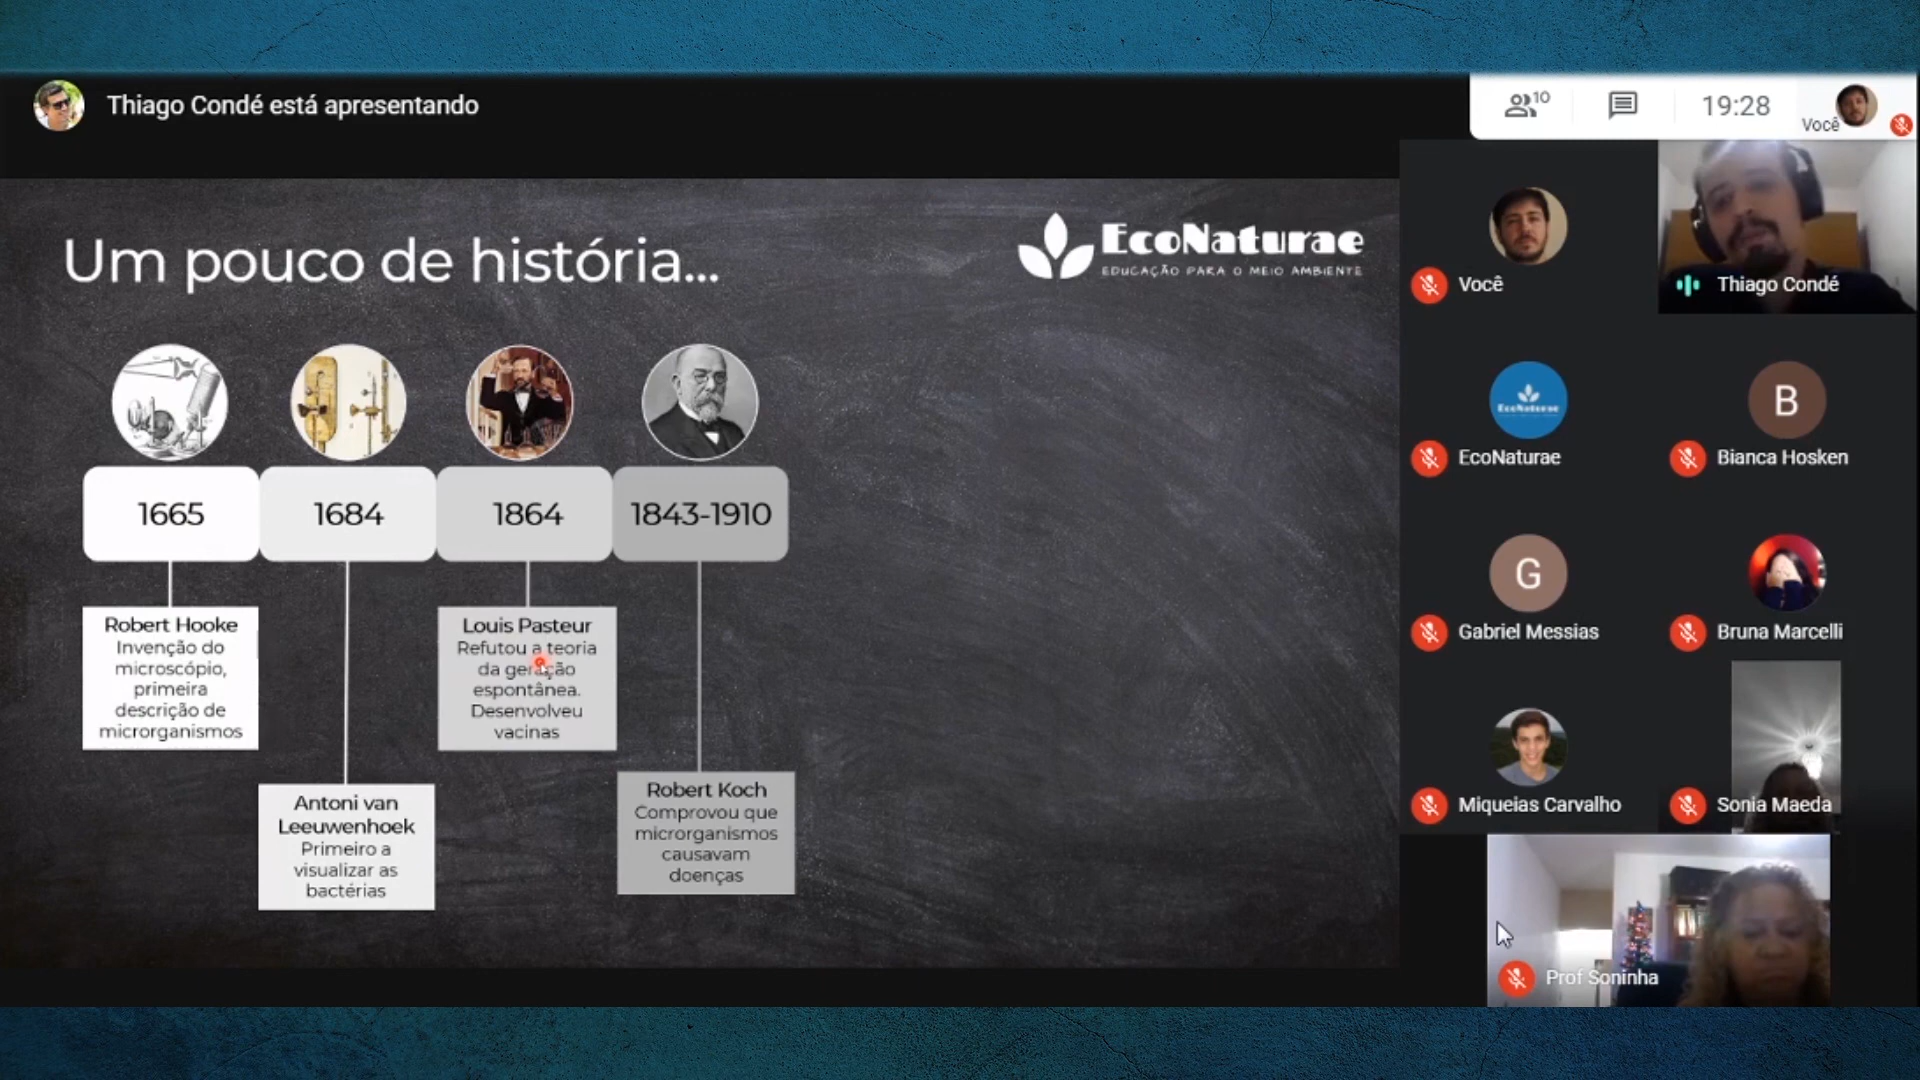 Thiago Condé está apresentando
10
19:28
Você
Um pouco de história...
EcoNaturae
EDUCAÇÃO PARA O MEIO AMBIENTE
1665
1684
1864
1843-1910
Robert Hooke
Invenção do
microscópio,
primeira
descrição de
microrganismos
Antoni van
Leeuwenhoek
Primeiro a
visualizar as
bactérias
Louis Pasteur
Refutou a teoria
da geração
espontânea.
Desenvolveu
vacinas
Robert Koch
Comprovou que
microrganismos
causavam
doenças
Você
Thiago Condé
EcoNaturae
EcoNaturae
B
Bianca Hosken
G
Gabriel Messias
Bruna Marcelli
Miqueias Carvalho
Sonia Maeda
Prof Soninha